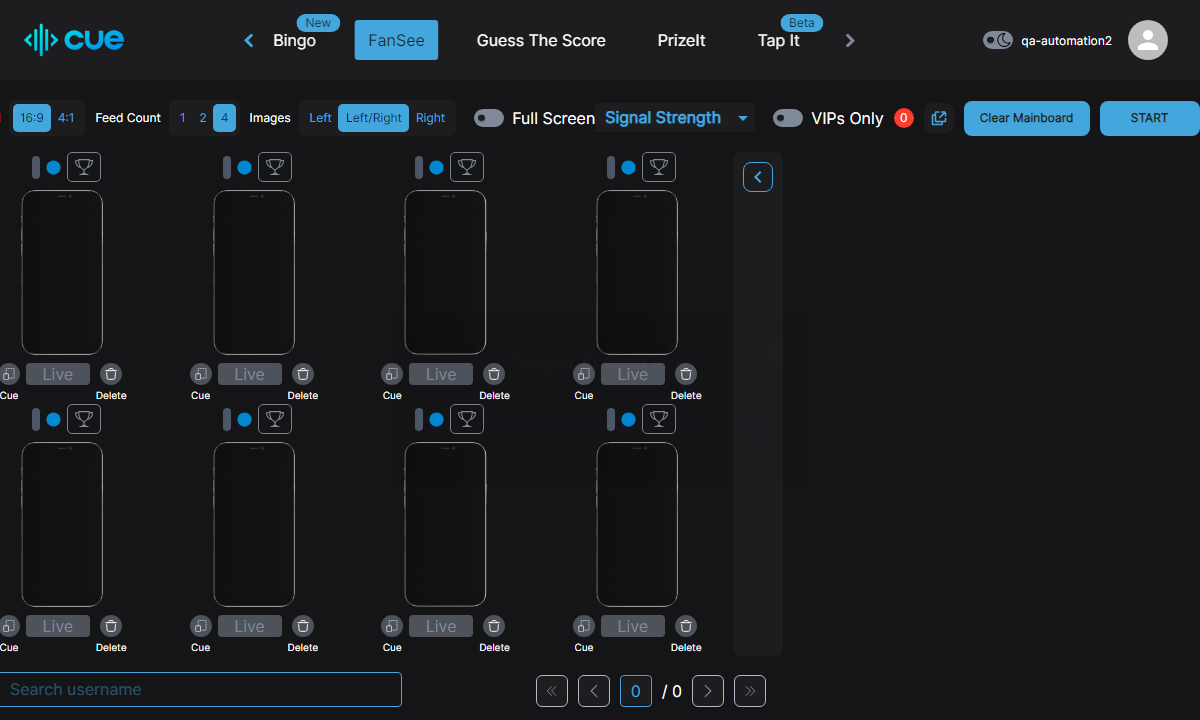 cue
Bingo
New
FanSee
Guess The Score
PrizeIt
Tap It
Beta
qa-automation2
16:9
4:1
Feed Count
1
2
4
Images
Left
Left/Right
Right
Full Screen
Signal Strength
VIPs Only
0
Clear Mainboard
START
Live
Live
Live
Live
Cue
Delete
Cue
Delete
Cue
Delete
Cue
Delete
Live
Live
Live
Live
Cue
Delete
Cue
Delete
Cue
Delete
Cue
Delete
Search username
0
/ 0